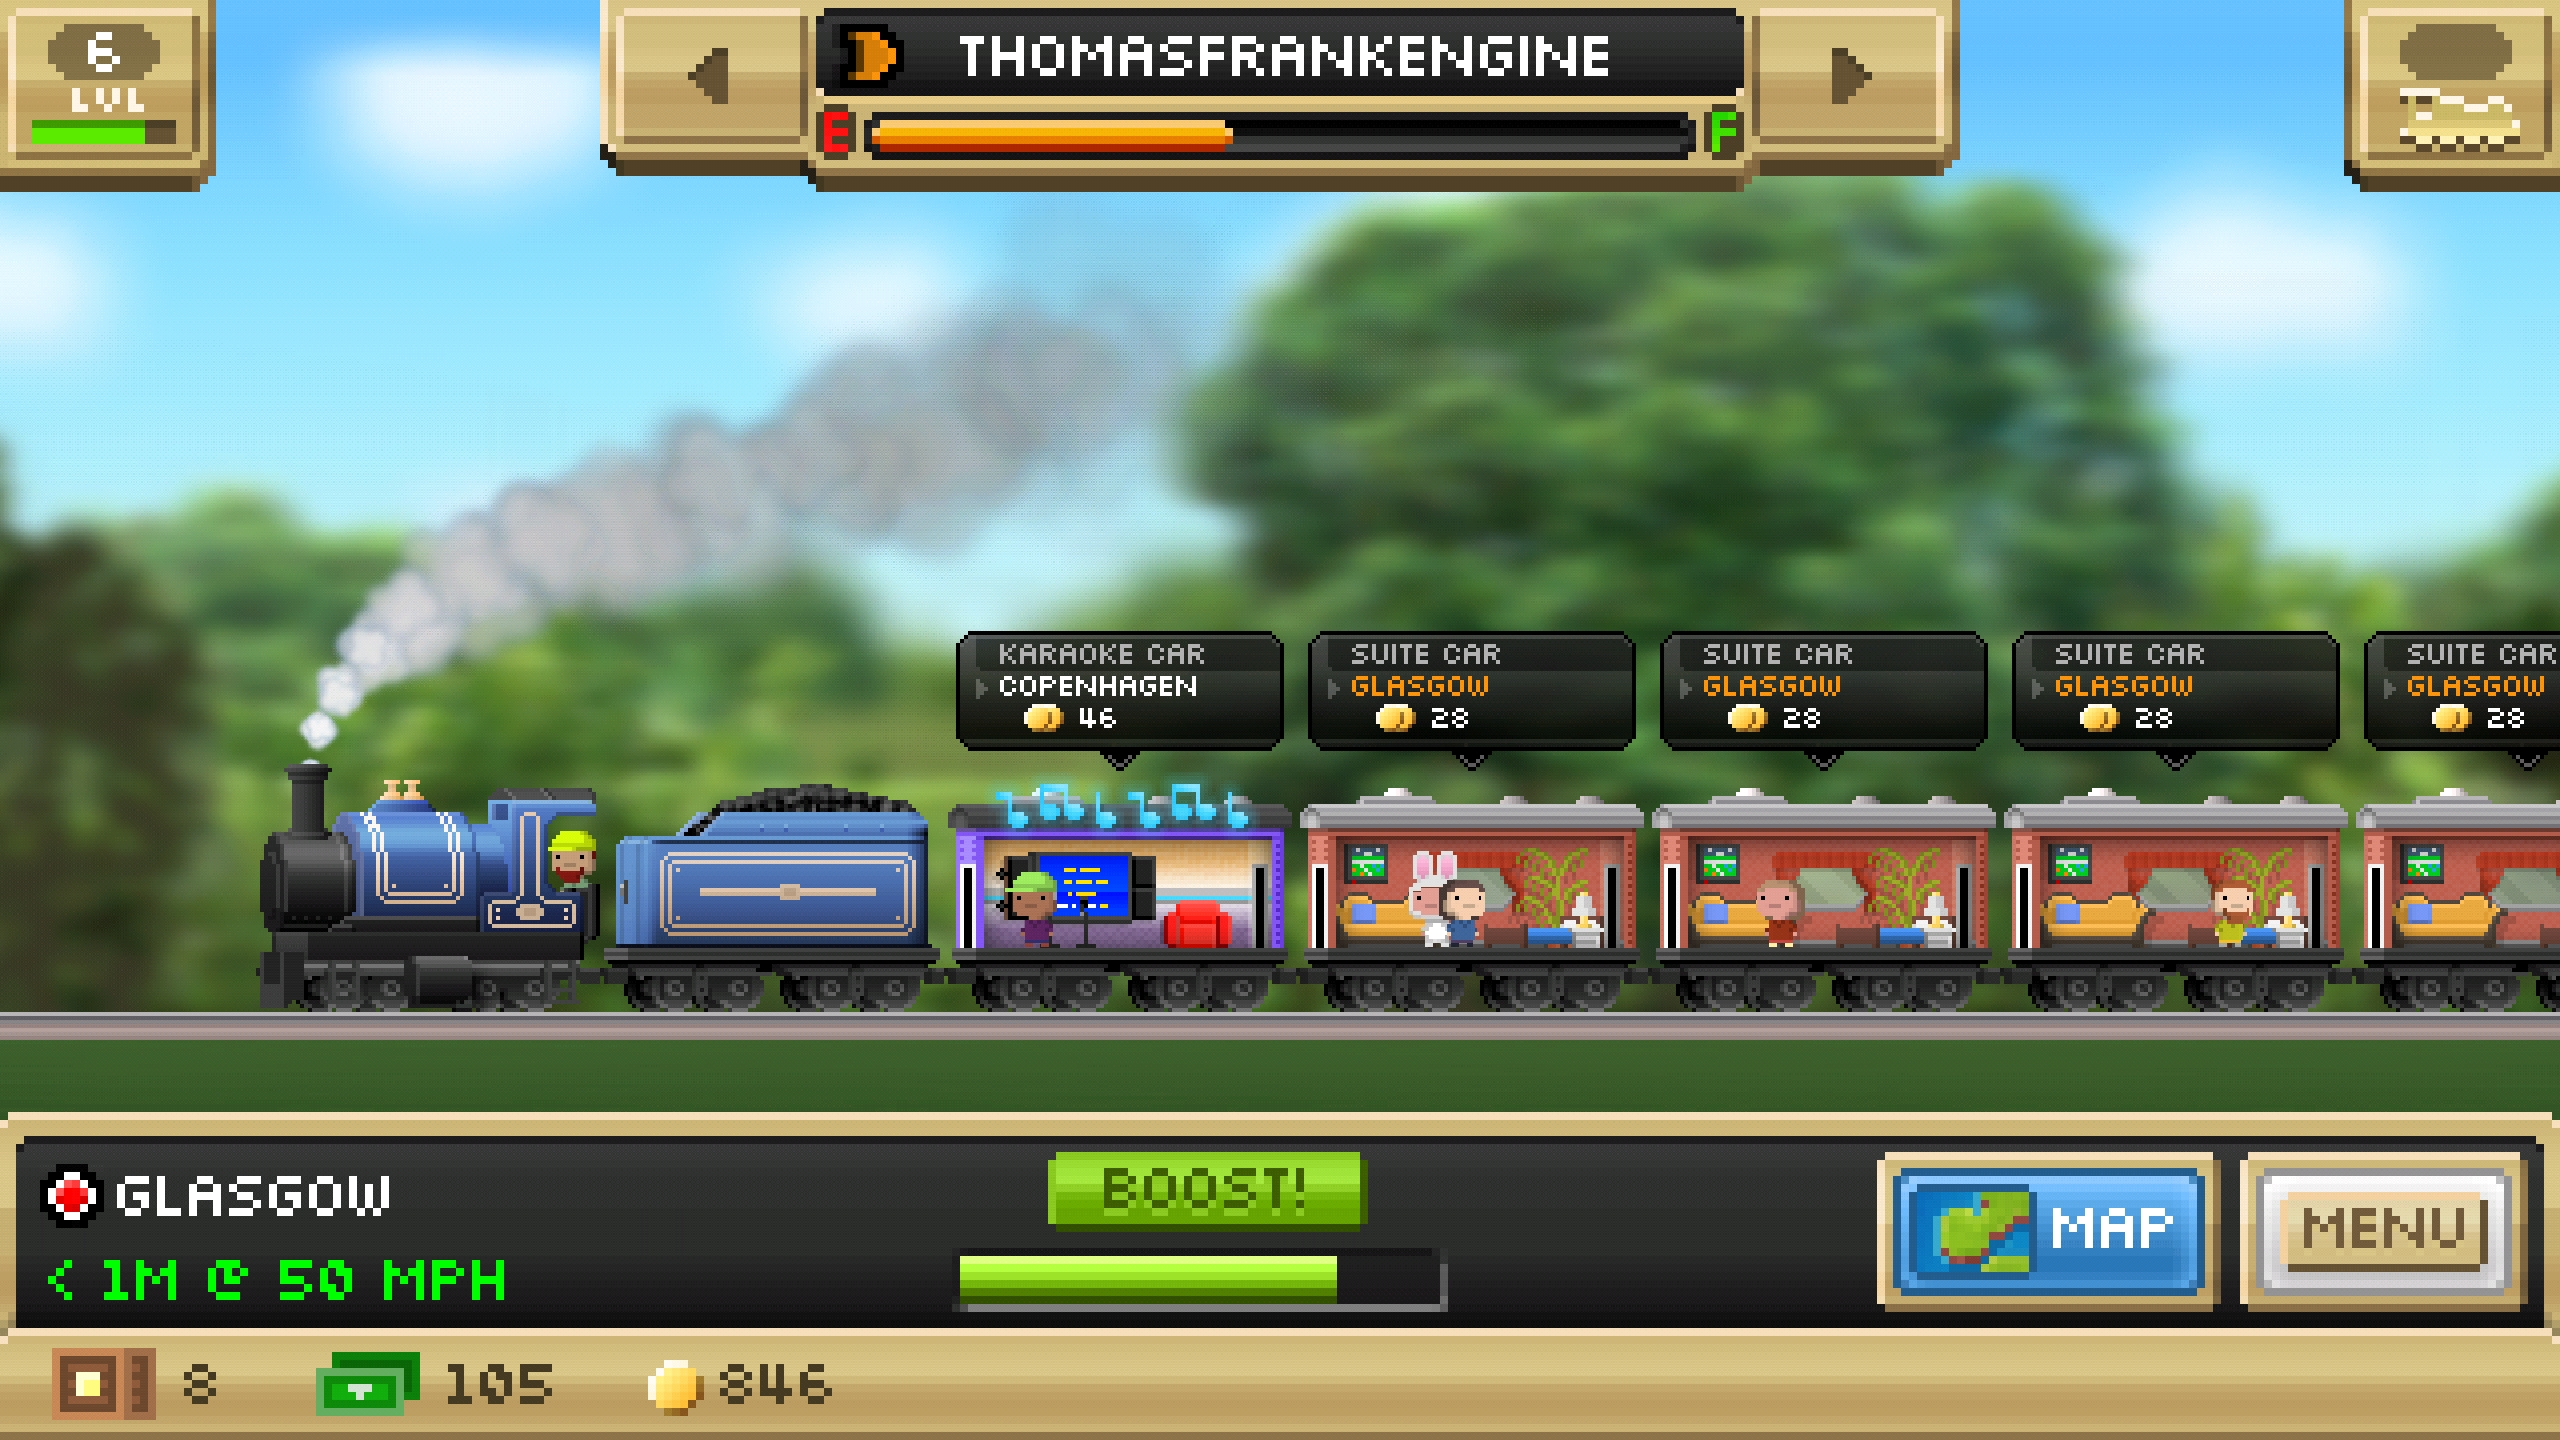 6
LVL
THOMASFRANKENGINE
E F
KARAOKE CAR
COPENHAGEN
46
SUITE CAR
GLASGOW
28
SUITE CAR
GLASGOW
28
SUITE CAR
GLASGOW
28
SUITE CAR
GLASGOW
28
GLASGOW
< 1M @ 50 MPH
BOOST!
MAP
MENU
8 105 846